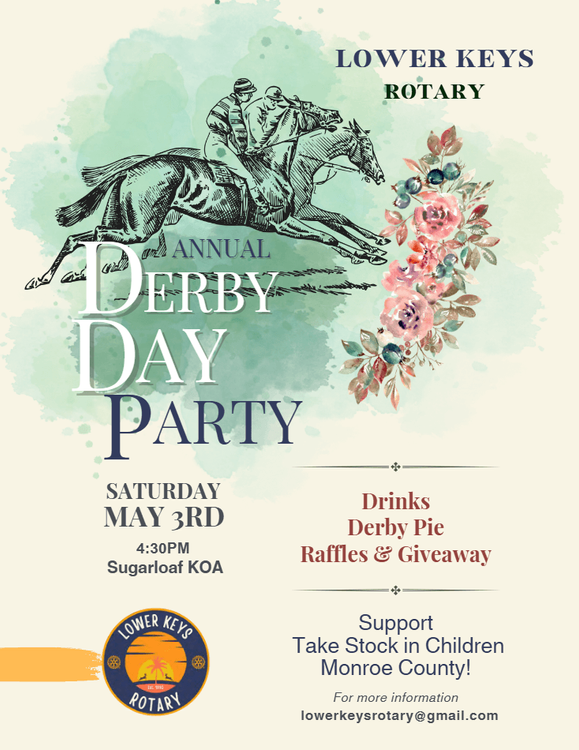 LOWER KEYS
ROTARY
ANNUAL
DERBY
DAY
PARTY
SATURDAY
MAY 3RD
4:30PM
Sugarloaf KOA
Drinks
Derby Pie
Raffles & Giveaway
Support
Take Stock in Children
Monroe County!
For more information
lowerkeysrotary@gmail.com
LOWER KEYS
ROTARY